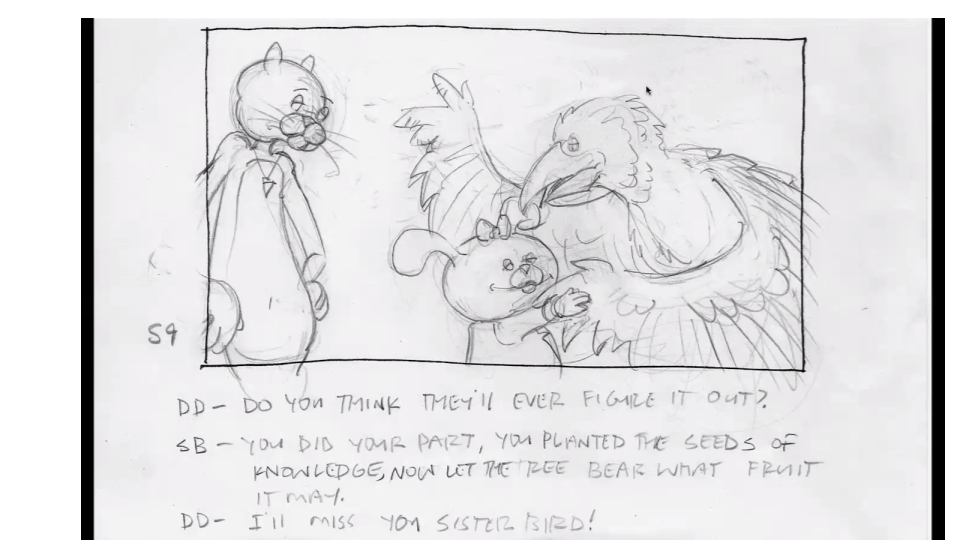 59
DD - DO YOU THINK THEY'll EVER FIGURE IT OUT?
SB - YOU DID YOUR PART, YOU PLANTED THE SEEDS OF
KNOWLEDGE, NOW LET THE TREE BEAR WHAT FRUIT
IT MAY.
DD - I'll MISS YOU SISTER BIRD!